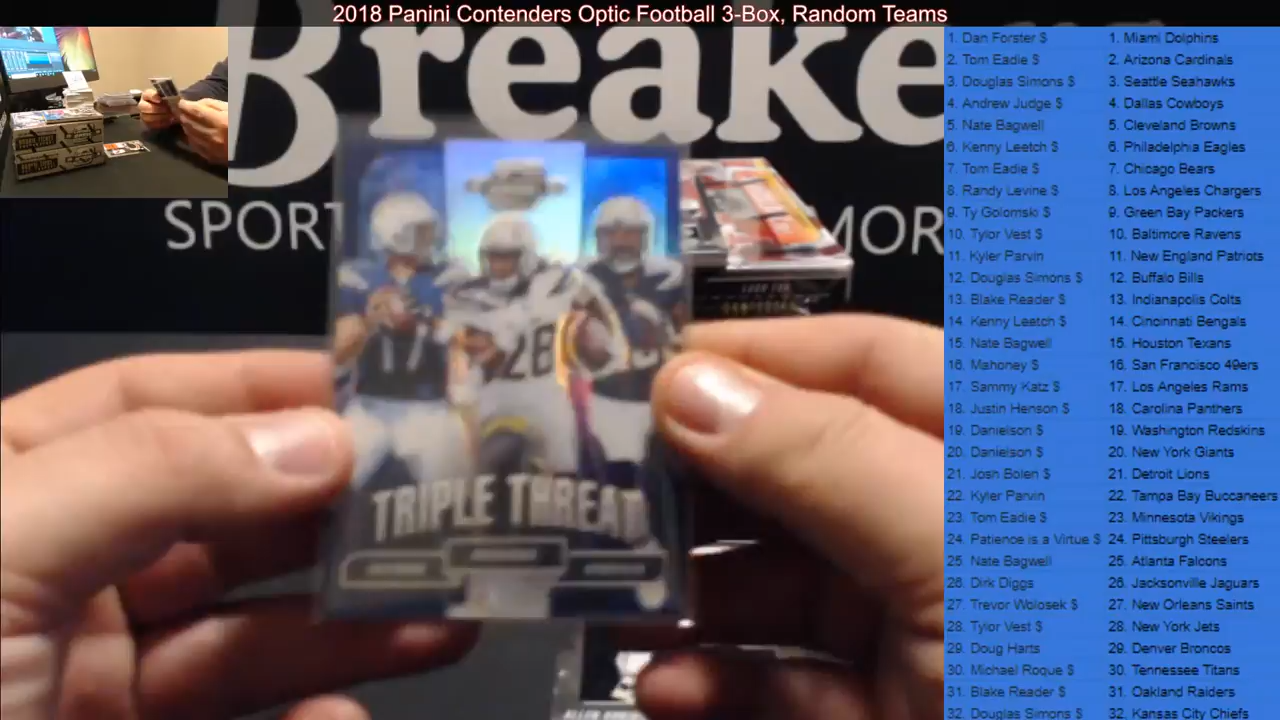 2018 Panini Contenders Optic Football 3-Box, Random Teams
Breake
SPORT
MOR
17
28
TRIPLE THREAT
1. Dan Forster $ 1. Miami Dolphins
2. Tom Eadie $ 2. Arizona Cardinals
3. Douglas Simons $ 3. Seattle Seahawks
4. Andrew Judge $ 4. Dallas Cowboys
5. Nate Bagwell 5. Cleveland Browns
6. Kenny Leetch $ 6. Philadelphia Eagles
7. Tom Eadie $ 7. Chicago Bears
8. Randy Levine $ 8. Los Angeles Chargers
9. Ty Golomski $ 9. Green Bay Packers
10. Tylor Vest $ 10. Baltimore Ravens
11. Kyler Parvin 11. New England Patriots
12. Douglas Simons $ 12. Buffalo Bills
13. Blake Reader $ 13. Indianapolis Colts
14. Kenny Leetch $ 14. Cincinnati Bengals
15. Nate Bagwell 15. Houston Texans
16. Mahoney $ 16. San Francisco 49ers
17. Sammy Katz $ 17. Los Angeles Rams
18. Justin Henson $ 18. Carolina Panthers
19. Danielson $ 19. Washington Redskins
20. Danielson $ 20. New York Giants
21. Josh Bolen $ 21. Detroit Lions
22. Kyler Parvin 22. Tampa Bay Buccaneers
23. Tom Eadie $ 23. Minnesota Vikings
24. Patience is a Virtue $ 24. Pittsburgh Steelers
25. Nate Bagwell 25. Atlanta Falcons
26. Dirk Diggs 26. Jacksonville Jaguars
27. Trevor Wolosek $ 27. New Orleans Saints
28. Tylor Vest $ 28. New York Jets
29. Doug Harts 29. Denver Broncos
30. Michael Roque $ 30. Tennessee Titans
31. Blake Reader $ 31. Oakland Raiders
32. Douglas Simons $ 32. Kansas City Chiefs